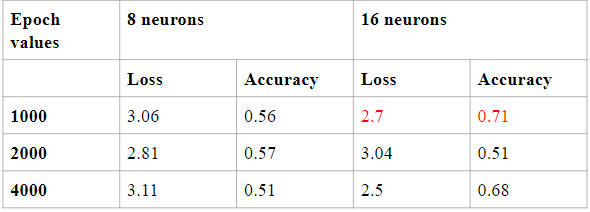 Epoch values 8 neurons 16 neurons
Loss Accuracy Loss Accuracy
1000 3.06 0.56 2.7 0.71
2000 2.81 0.57 3.04 0.51
4000 3.11 0.51 2.5 0.68